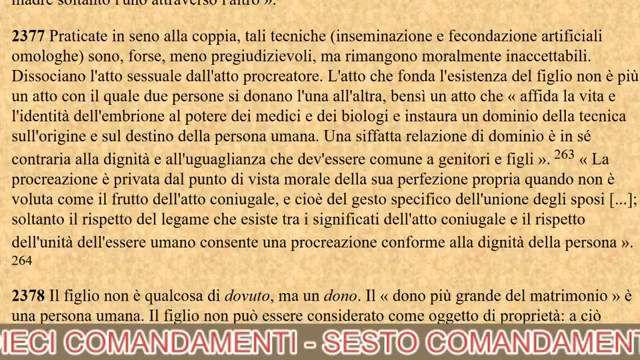 madre soltanto l'uno attraverso l'altro ».
2377 Praticate in seno alla coppia, tali tecniche (inseminazione e fecondazione artificiali
omologhe) sono, forse, meno pregiudizievoli, ma rimangono moralmente inaccettabili.
Dissociano l'atto sessuale dall'atto procreatore. L'atto che fonda l'esistenza del figlio non è più
un atto con il quale due persone si donano l'una all'altra, bensì un atto che « affida la vita e
l'identità dell'embrione al potere dei medici e dei biologi e instaura un dominio della tecnica
sull'origine e sul destino della persona umana. Una siffatta relazione di dominio è in sé
contraria alla dignità e all'uguaglianza che dev'essere comune a genitori e figli ». 263 « La
procreazione è privata dal punto di vista morale della sua perfezione propria quando non è
voluta come il frutto dell'atto coniugale, e cioè del gesto specifico dell'unione degli sposi [...];
soltanto il rispetto del legame che esiste tra i significati dell'atto coniugale e il rispetto
dell'unità dell'essere umano consente una procreazione conforme alla dignità della persona ».
264
2378 Il figlio non è qualcosa di dovuto, ma un dono. Il « dono più grande del matrimonio » è
una persona umana. Il figlio non può essere considerato come oggetto di proprietà: a ciò
IECI COMANDAMENTI - SESTO COMANDAMENT